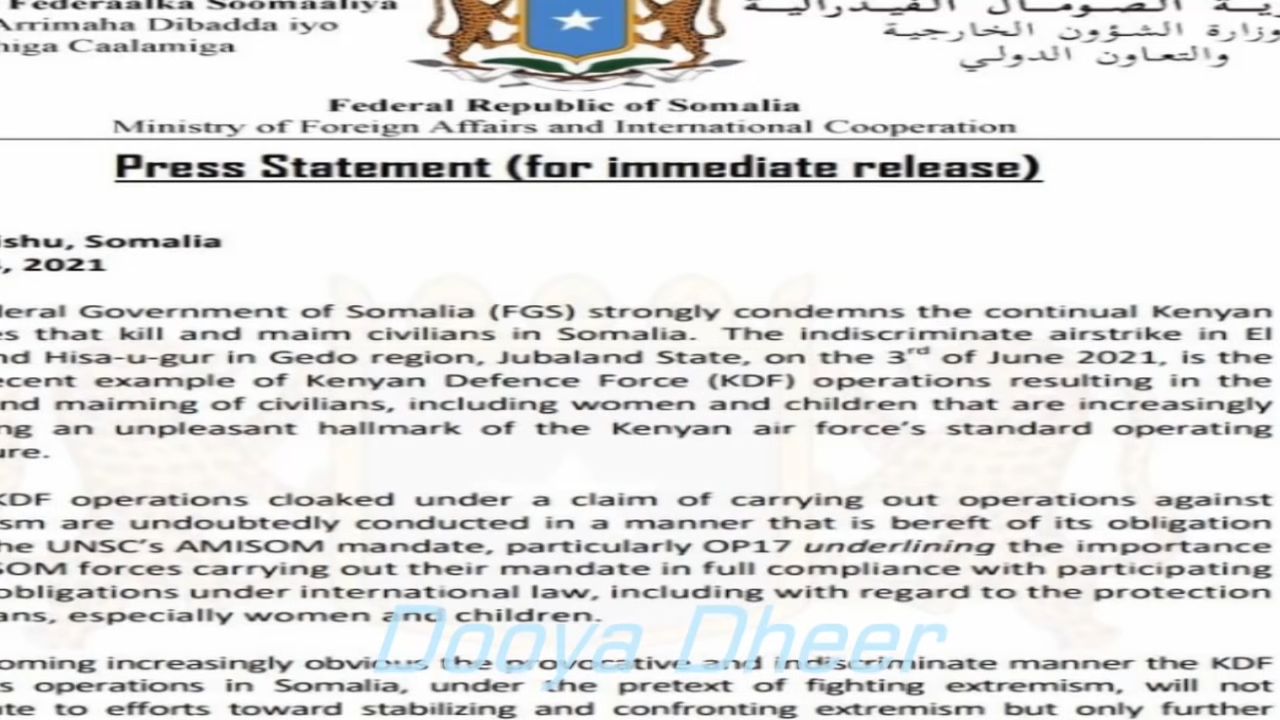 Federaalka Soomaaliya
Arrimaha Dibadda iyo
higa Caalamiga
الصومال الفيدرالية
وزارة الشؤون الخارجية
والتعاون الدولي
Federal Republic of Somalia
Ministry of Foreign Affairs and International Cooperation
Press Statement (for immediate release)
ishu, Somalia
, 2021
leral Government of Somalia (FGS) strongly condemns the continual Kenyan
es that kill and maim civilians in Somalia. The indiscriminate airstrike in El
nd Hisa-u-gur in Gedo region, Jubaland State, on the 3rd of June 2021, is the
ecent example of Kenyan Defence Force (KDF) operations resulting in the
nd maiming of civilians, including women and children that are increasingly
ng an unpleasant hallmark of the Kenyan air force's standard operating
ure.
KDF operations cloaked under a claim of carrying out operations against
sm are undoubtedly conducted in a manner that is bereft of its obligation
he UNSC's AMISOM mandate, particularly OP17 underlining the importance
SOM forces carrying out their mandate in full compliance with participating
obligations under international law, including with regard to the protection
ans, especially women and children.
Dooya Dheer
oming increasingly obvious the provocative and indiscriminate manner the KDF
s operations in Somalia, under the pretext of fighting extremism, will not
te to efforts toward stabilizing and confronting extremism but only further